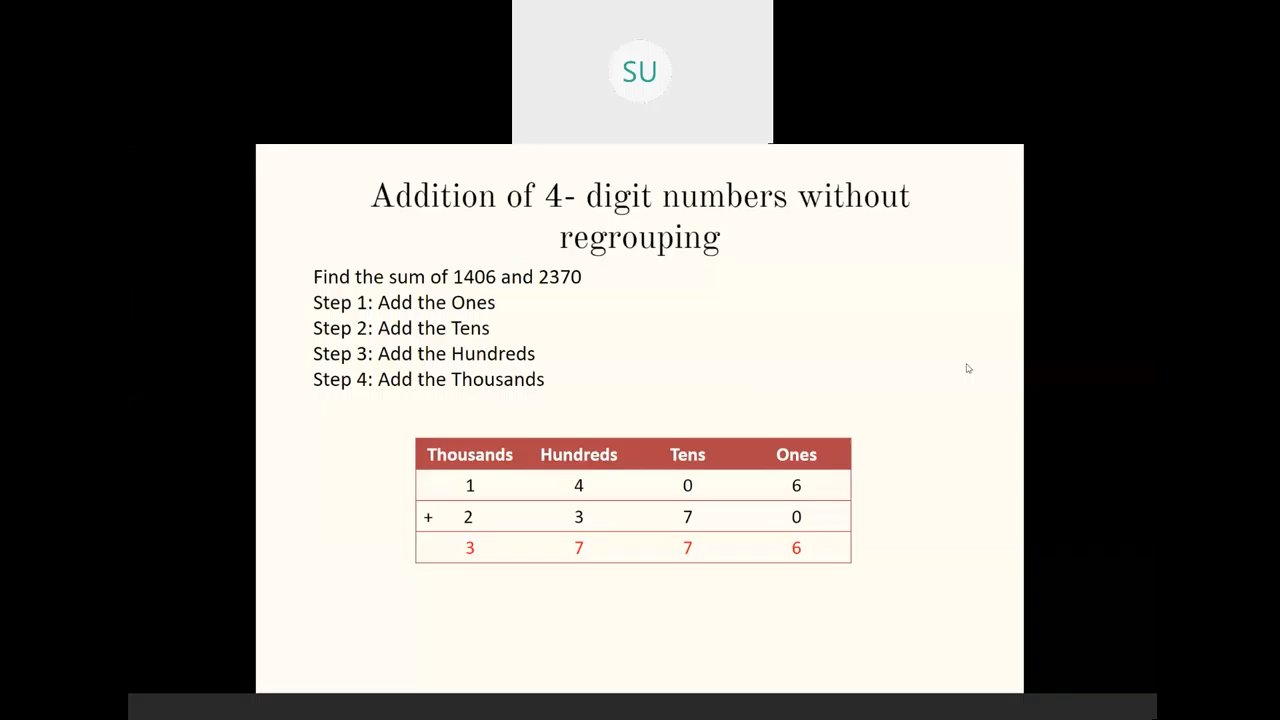 SU
Addition of 4- digit numbers without
regrouping
Find the sum of 1406 and 2370
Step 1: Add the Ones
Step 2: Add the Tens
Step 3: Add the Hundreds
Step 4: Add the Thousands
Thousands Hundreds Tens Ones
1 4 0 6
+ 2 3 7 0
3 7 7 6